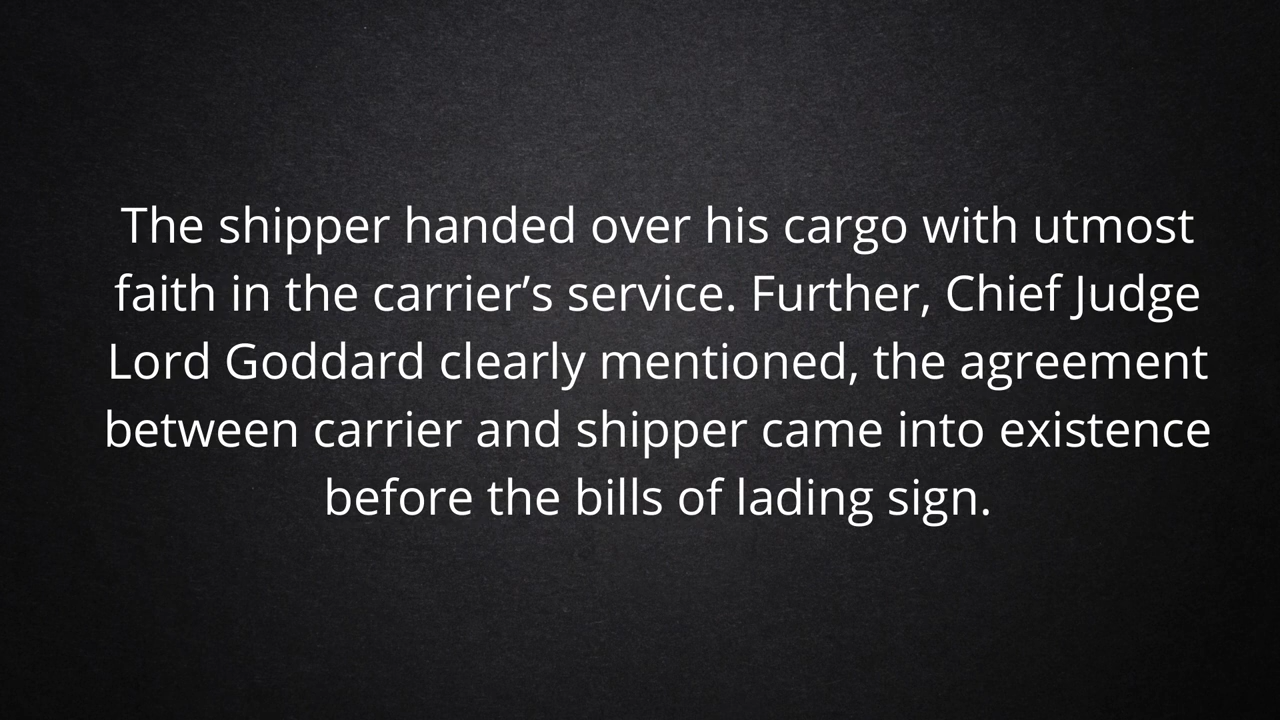 The shipper handed over his cargo with utmost
faith in the carrier’s service. Further, Chief Judge
Lord Goddard clearly mentioned, the agreement
between carrier and shipper came into existence
before the bills of lading sign.